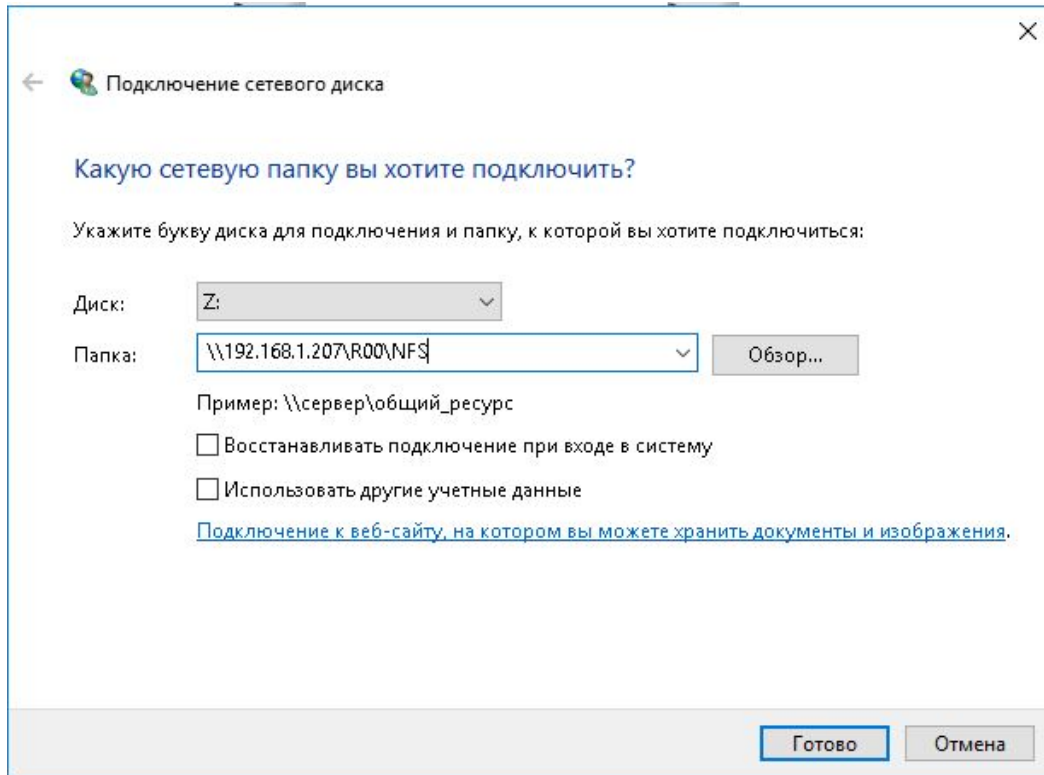 Подключение сетевого диска
Какую сетевую папку вы хотите подключить?
Укажите букву диска для подключения и папку, к которой вы хотите подключиться:
Диск: Z:
Папка: \\192.168.1.207\R00\NFS Обзор...
Пример: \\сервер\общий_ресурс
Восстанавливать подключение при входе в систему
Использовать другие учетные данные
Подключение к веб-сайту, на котором вы можете хранить документы и изображения.
Готово Отмена